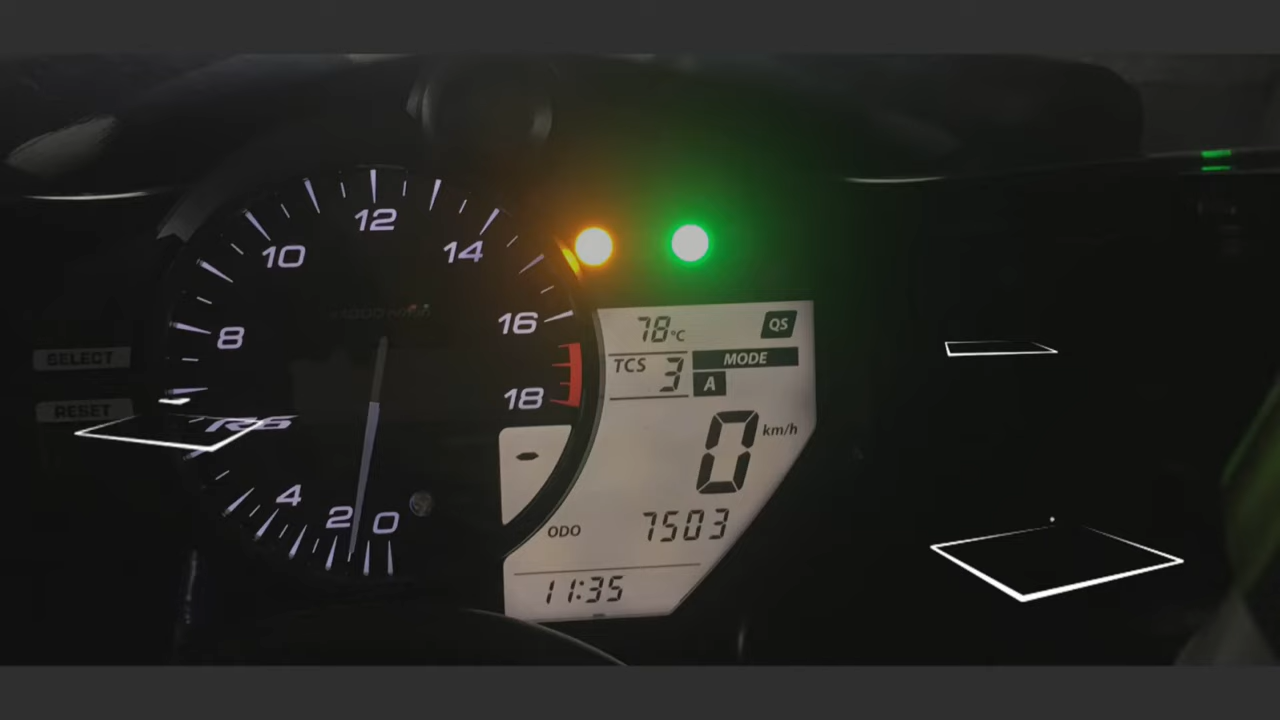 12
10
14
8
16
18
R6
4
2
0
SELECT
RESET
78°C
QS
TCS
3
MODE
A
0 km/h
ODO 7503
11:35